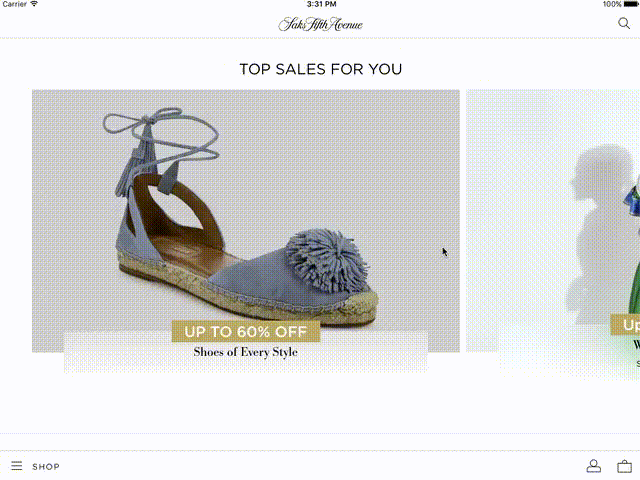 Carrier 3:31 PM 100%
Saks Fifth Avenue
TOP SALES FOR YOU
UP TO 60% OFF
Shoes of Every Style
Up
SHOP